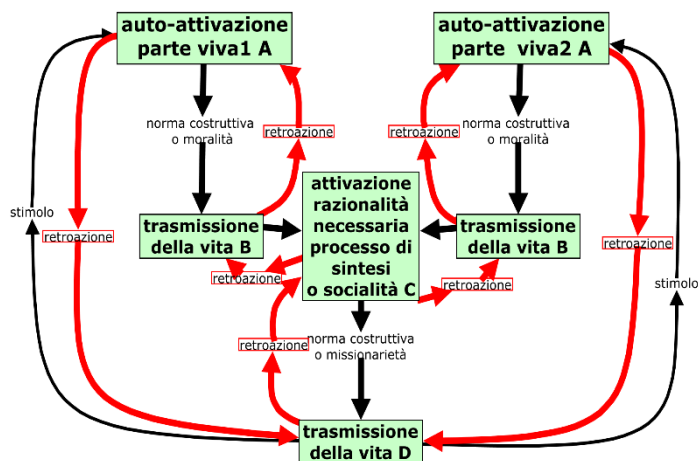 auto-attivazione
parte viva1 A
auto-attivazione
parte viva2 A
norma costruttiva
o moralità
retroazione
retroazione
norma costruttiva
o moralità
attivazione
razionalità
necessaria
processo di
sintesi
o socialità C
stimolo
trasmissione
della vita B
trasmissione
della vita B
retroazione
retroazione
retroazione
retroazione
stimolo
norma costruttiva
o missionarietà
retroazione
trasmissione
della vita D